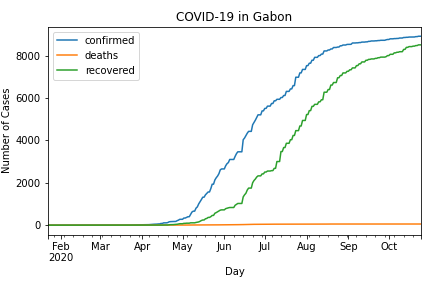 COVID-19 in Gabon
confirmed
deaths
recovered
Number of Cases
8000
6000
4000
2000
0
Feb Mar Apr May Jun Jul Aug Sep Oct
2020
Day